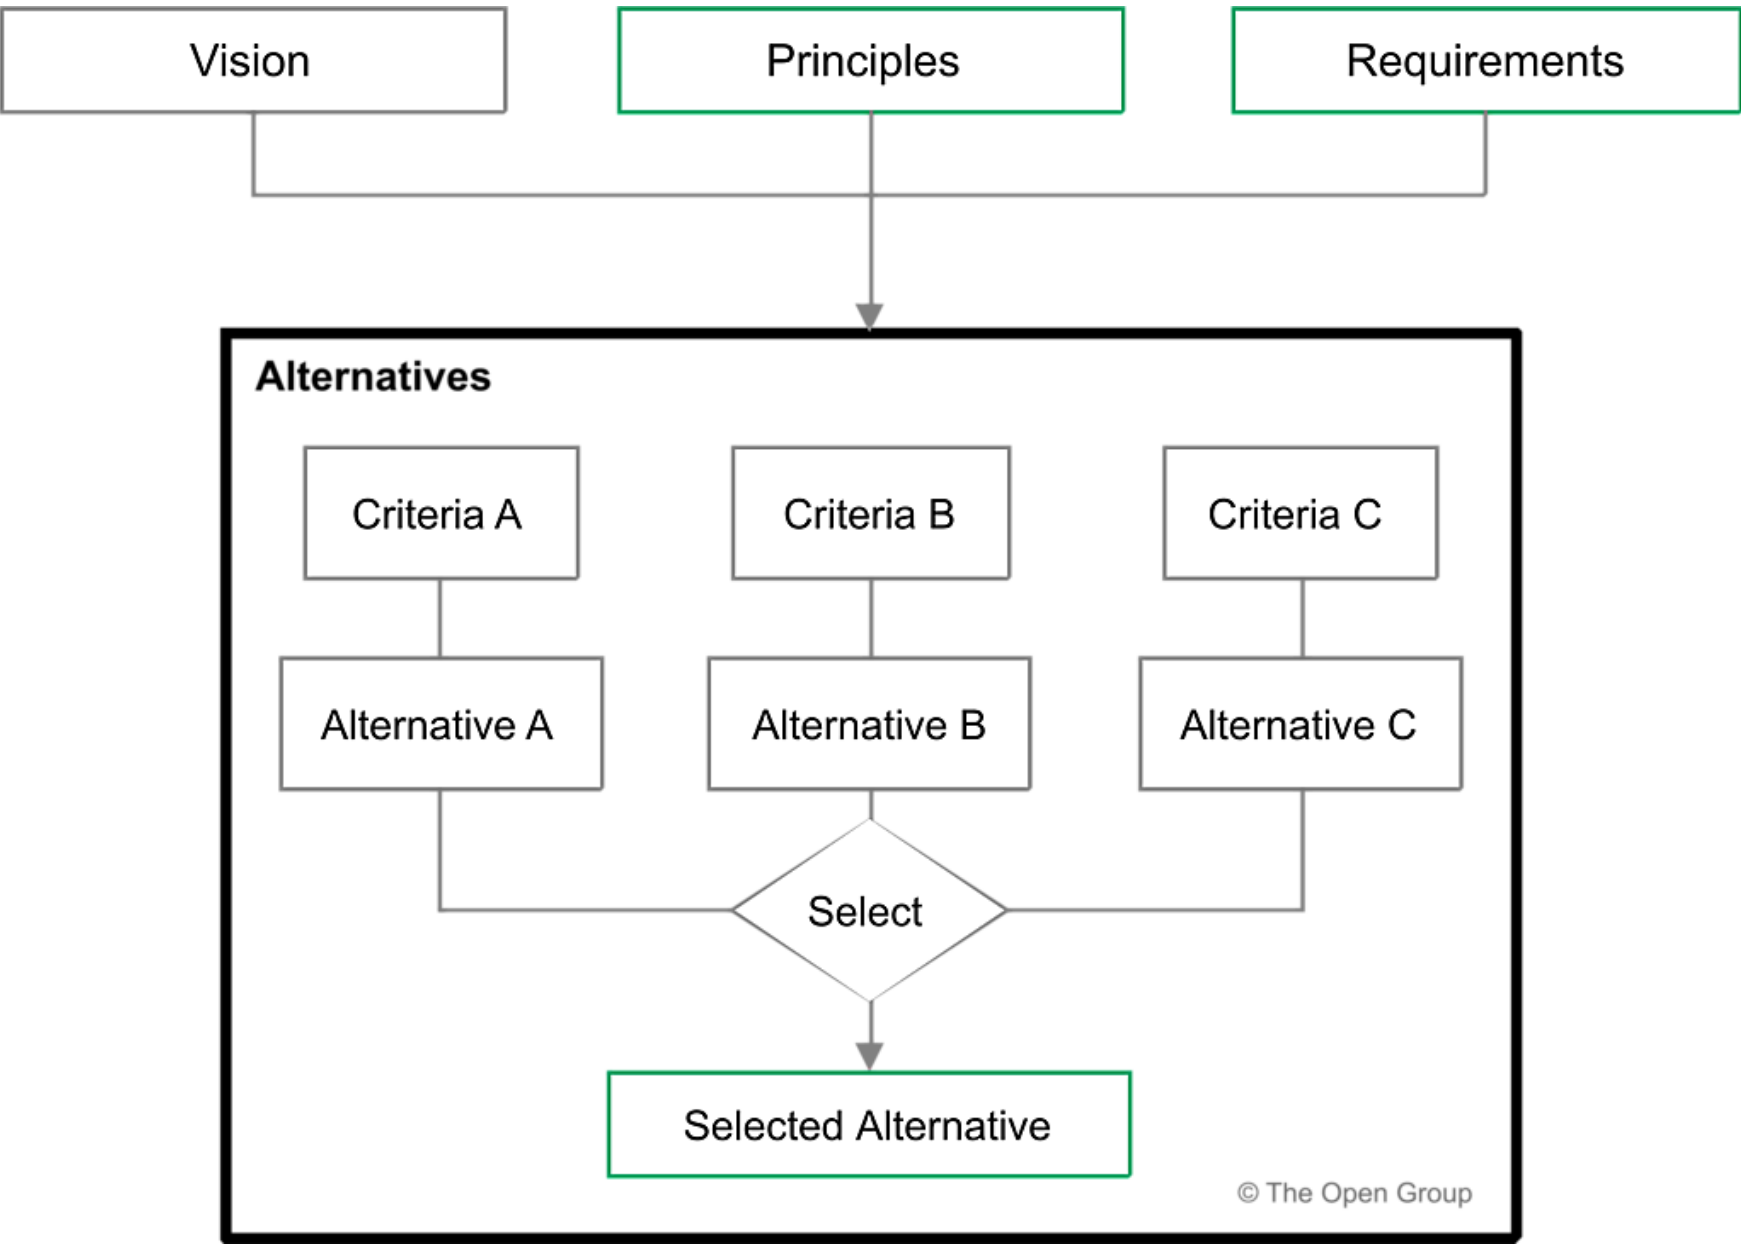 Vision
Principles
Requirements
Alternatives
Criteria A
Criteria B
Criteria C
Alternative A
Alternative B
Alternative C
Select
Selected Alternative
© The Open Group